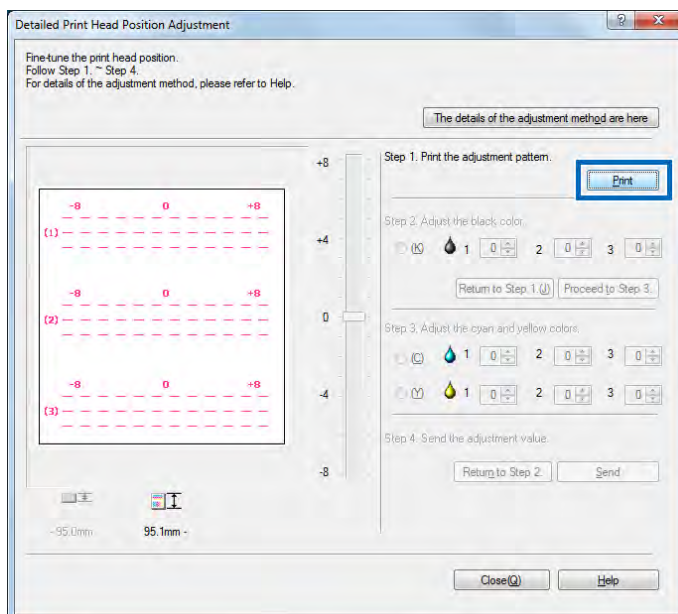 Detailed Print Head Position Adjustment
Fine-tune the print head position.
Follow Step 1. ~ Step 4.
For details of the adjustment method, please refer to Help.
The details of the adjustment method are here
+8
+4
0
-4
-8
-8 0 +8
(1)
-8 0 +8
(2)
-8 0 +8
(3)
-95.0mm
95.1mm -
Step 1. Print the adjustment pattern.
Print
Step 2. Adjust the black color.
(K) 1 0 2 0 3 0
Return to Step 1.(J) Proceed to Step 3.
Step 3. Adjust the cyan and yellow colors.
(C) 1 0 2 0 3 0
(Y) 1 0 2 0 3 0
Step 4. Send the adjustment value.
Return to Step 2. Send
Close(Q) Help